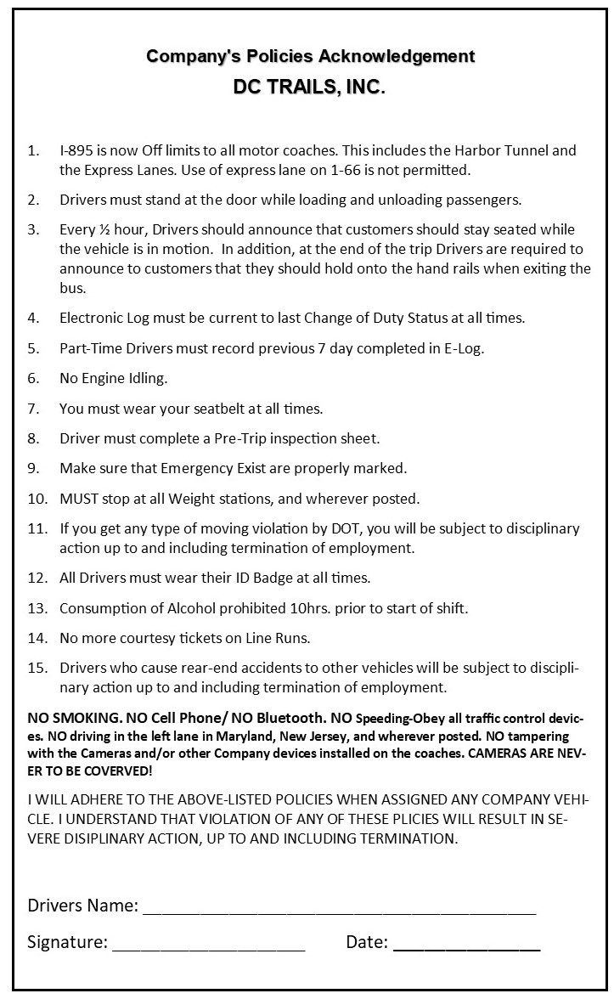 Company's Policies Acknowledgement
DC TRAILS, INC.
1. I-895 is now Off limits to all motor coaches. This includes the Harbor Tunnel and
the Express Lanes. Use of express lane on 1-66 is not permitted.
2. Drivers must stand at the door while loading and unloading passengers.
3. Every ½ hour, Drivers should announce that customers should stay seated while
the vehicle is in motion.  In addition, at the end of the trip Drivers are required to
announce to customers that they should hold onto the hand rails when exiting the
bus.
4. Electronic Log must be current to last Change of Duty Status at all times.
5. Part-Time Drivers must record previous 7 day completed in E-Log.
6. No Engine Idling.
7. You must wear your seatbelt at all times.
8. Driver must complete a Pre-Trip inspection sheet.
9. Make sure that Emergency Exist are properly marked.
10. MUST stop at all Weight stations, and wherever posted.
11. If you get any type of moving violation by DOT, you will be subject to disciplinary
action up to and including termination of employment.
12. All Drivers must wear their ID Badge at all times.
13. Consumption of Alcohol prohibited 10hrs. prior to start of shift.
14. No more courtesy tickets on Line Runs.
15. Drivers who cause rear-end accidents to other vehicles will be subject to discipli-
nary action up to and including termination of employment.
NO SMOKING. NO Cell Phone/ NO Bluetooth. NO Speeding-Obey all traffic control devic-
es. NO driving in the left lane in Maryland, New Jersey, and wherever posted. NO tampering
with the Cameras and/or other Company devices installed on the coaches. CAMERAS ARE NEV-
ER TO BE COVERVED!
I WILL ADHERE TO THE ABOVE-LISTED POLICIES WHEN ASSIGNED ANY COMPANY VEHI-
CLE. I UNDERSTAND THAT VIOLATION OF ANY OF THESE PLICIES WILL RESULT IN SE-
VERE DISIPLINARY ACTION, UP TO AND INCLUDING TERMINATION.
Drivers Name: ____________________
Signature: ____________________ Date: ________________